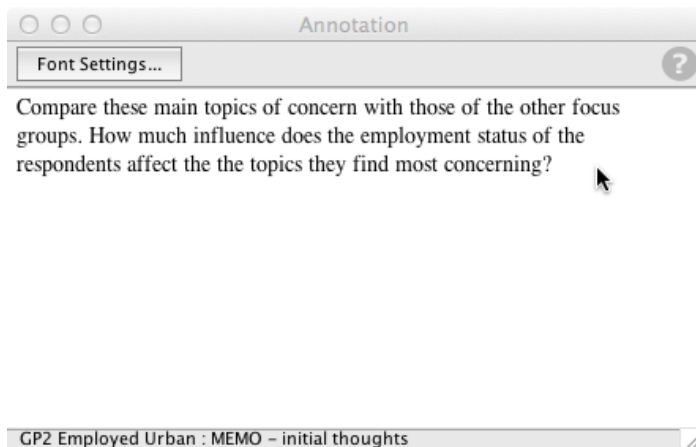 Annotation
Font Settings...
?
Compare these main topics of concern with those of the other focus
groups. How much influence does the employment status of the
respondents affect the the topics they find most concerning?
GP2 Employed Urban : MEMO – initial thoughts